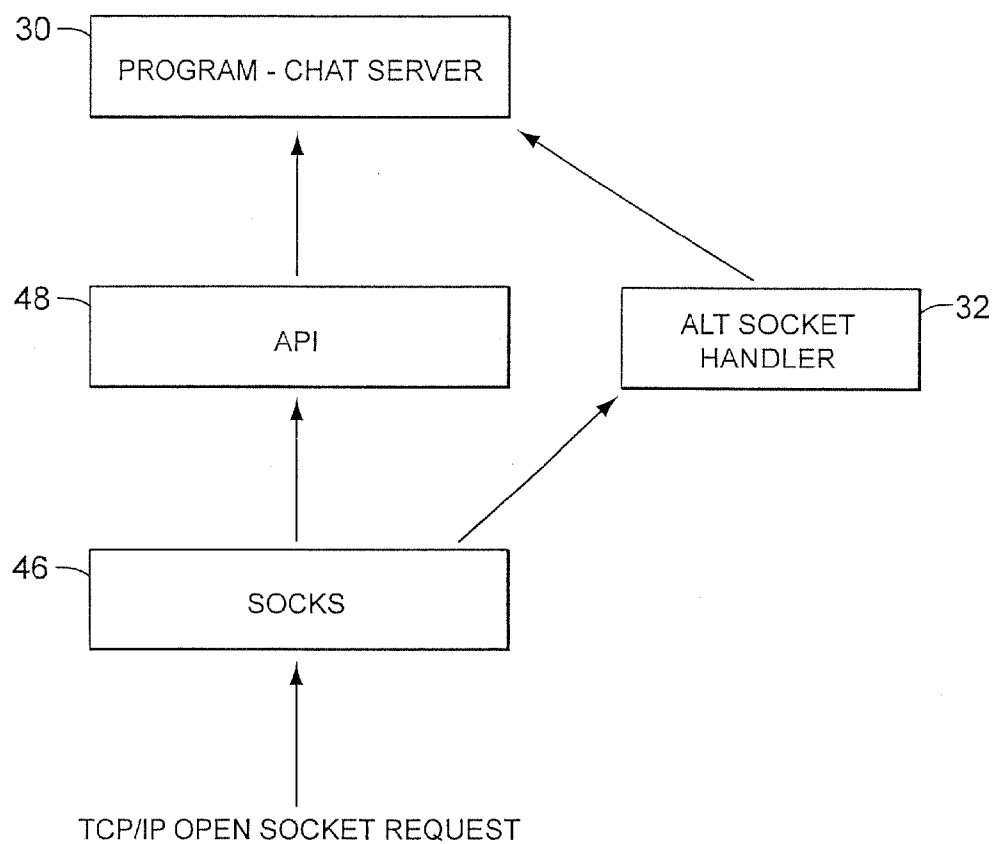 30
PROGRAM - CHAT SERVER
48
API
ALT SOCKET
HANDLER
32
46
SOCKS
TCP/IP OPEN SOCKET REQUEST